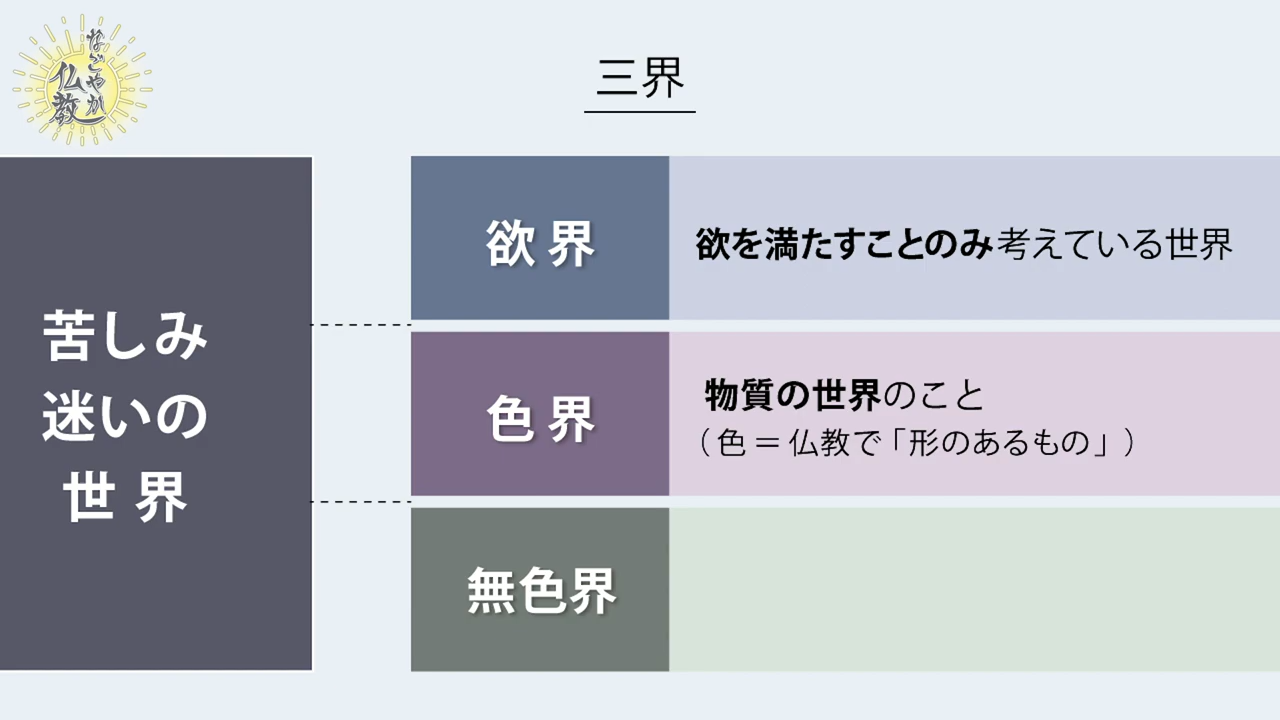 なごやか
仏教
三界
苦しみ
迷いの
世界
欲界
欲を満たすことのみ考えている世界
色界
物質の世界のこと
（色＝仏教で「形のあるもの」）
無色界